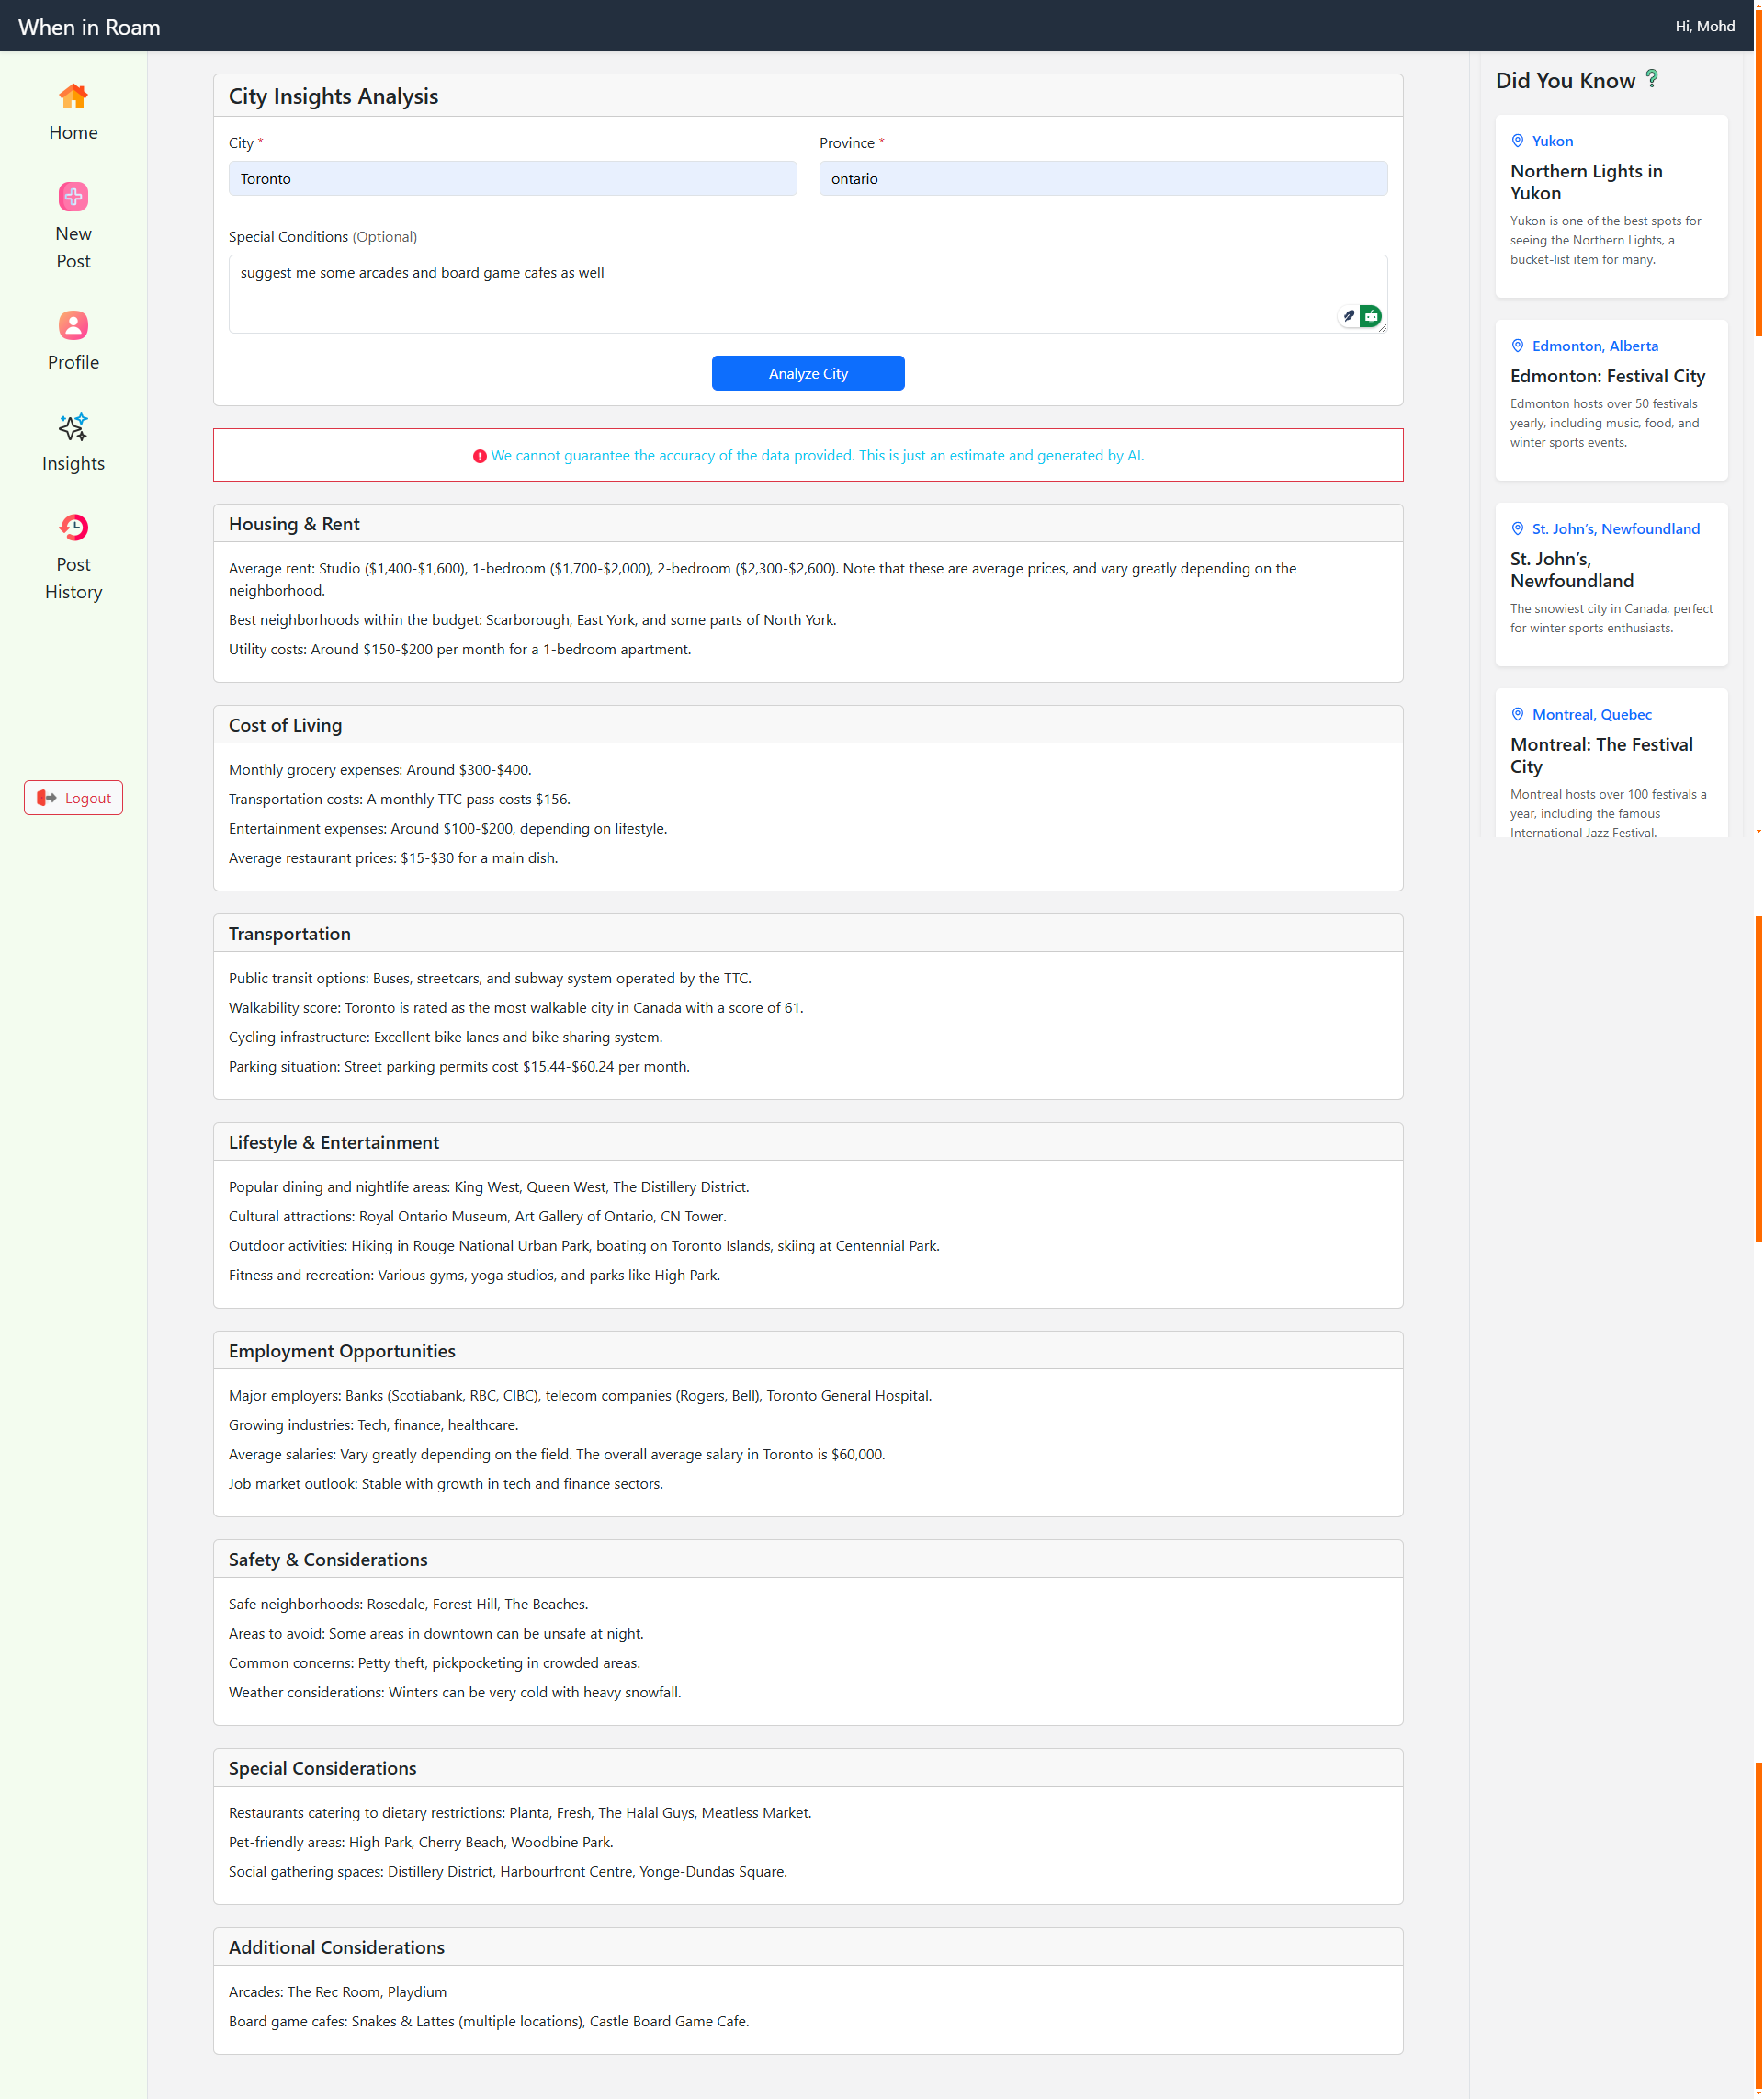 When in Roam
Hi, Mohd
Home
New
Post
Profile
Insights
Post
History
Logout
City Insights Analysis
City *
Province *
Toronto
ontario
Special Conditions (Optional)
suggest me some arcades and board game cafes as well
Analyze City
We cannot guarantee the accuracy of the data provided. This is just an estimate and generated by AI.
Housing & Rent
Average rent: Studio ($1,400-$1,600), 1-bedroom ($1,700-$2,000), 2-bedroom ($2,300-$2,600). Note that these are average prices, and vary greatly depending on the
neighborhood.
Best neighborhoods within the budget: Scarborough, East York, and some parts of North York.
Utility costs: Around $150-$200 per month for a 1-bedroom apartment.
Cost of Living
Monthly grocery expenses: Around $300-$400.
Transportation costs: A monthly TTC pass costs $156.
Entertainment expenses: Around $100-$200, depending on lifestyle.
Average restaurant prices: $15-$30 for a main dish.
Transportation
Public transit options: Buses, streetcars, and subway system operated by the TTC.
Walkability score: Toronto is rated as the most walkable city in Canada with a score of 61.
Cycling infrastructure: Excellent bike lanes and bike sharing system.
Parking situation: Street parking permits cost $15.44-$60.24 per month.
Lifestyle & Entertainment
Popular dining and nightlife areas: King West, Queen West, The Distillery District.
Cultural attractions: Royal Ontario Museum, Art Gallery of Ontario, CN Tower.
Outdoor activities: Hiking in Rouge National Urban Park, boating on Toronto Islands, skiing at Centennial Park.
Fitness and recreation: Various gyms, yoga studios, and parks like High Park.
Employment Opportunities
Major employers: Banks (Scotiabank, RBC, CIBC), telecom companies (Rogers, Bell), Toronto General Hospital.
Growing industries: Tech, finance, healthcare.
Average salaries: Vary greatly depending on the field. The overall average salary in Toronto is $60,000.
Job market outlook: Stable with growth in tech and finance sectors.
Safety & Considerations
Safe neighborhoods: Rosedale, Forest Hill, The Beaches.
Areas to avoid: Some areas in downtown can be unsafe at night.
Common concerns: Petty theft, pickpocketing in crowded areas.
Weather considerations: Winters can be very cold with heavy snowfall.
Special Considerations
Restaurants catering to dietary restrictions: Planta, Fresh, The Halal Guys, Meatless Market.
Pet-friendly areas: High Park, Cherry Beach, Woodbine Park.
Social gathering spaces: Distillery District, Harbourfront Centre, Yonge-Dundas Square.
Additional Considerations
Arcades: The Rec Room, Playdium
Board game cafes: Snakes & Lattes (multiple locations), Castle Board Game Cafe.
Did You Know ?
Yukon
Northern Lights in
Yukon
Yukon is one of the best spots for
seeing the Northern Lights, a
bucket-list item for many.
Edmonton, Alberta
Edmonton: Festival City
Edmonton hosts over 50 festivals
yearly, including music, food, and
winter sports events.
St. John’s, Newfoundland
St. John’s,
Newfoundland
The snowiest city in Canada, perfect
for winter sports enthusiasts.
Montreal, Quebec
Montreal: The Festival
City
Montreal hosts over 100 festivals a
year, including the famous
International Jazz Festival.